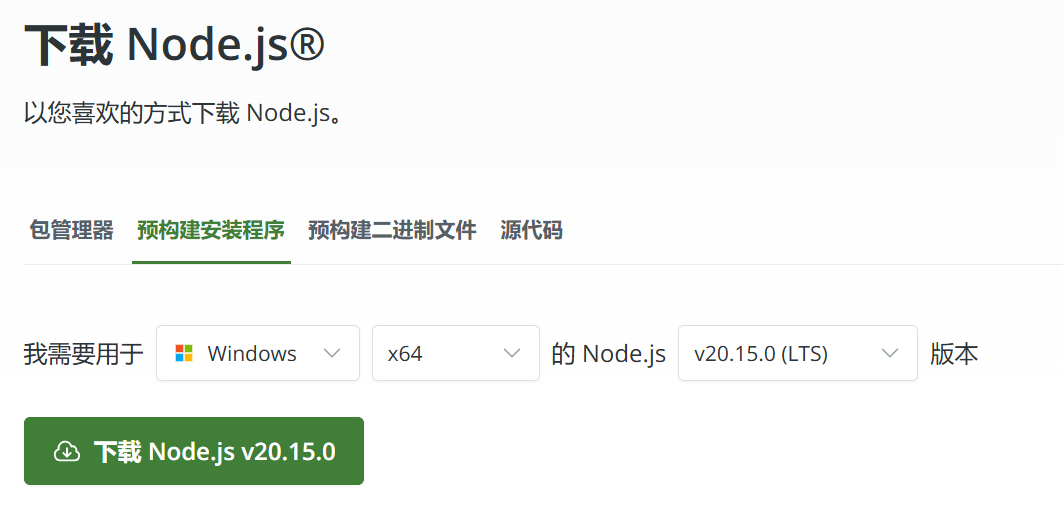 下载 Node.js®
以您喜欢的方式下载 Node.js。
包管理器 预构建安装程序 预构建二进制文件 源代码
我需要用于 Windows x64 的 Node.js v20.15.0 (LTS) 版本
下载 Node.js v20.15.0